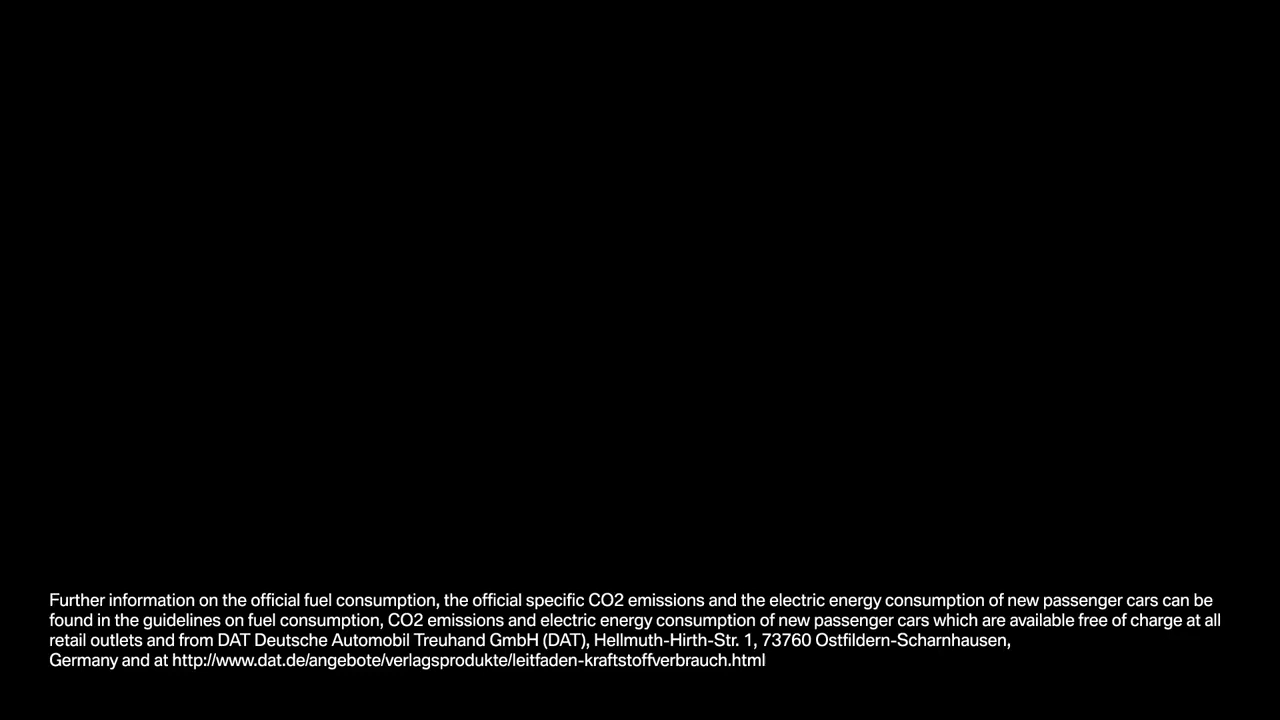 Further information on the official fuel consumption, the official specific CO2 emissions and the electric energy consumption of new passenger cars can be
found in the guidelines on fuel consumption, CO2 emissions and electric energy consumption of new passenger cars which are available free of charge at all
retail outlets and from DAT Deutsche Automobil Treuhand GmbH (DAT), Hellmuth-Hirth-Str. 1, 73760 Ostfildern-Scharnhausen,
Germany and at http://www.dat.de/angebote/verlagsprodukte/leitfaden-kraftstoffverbrauch.html